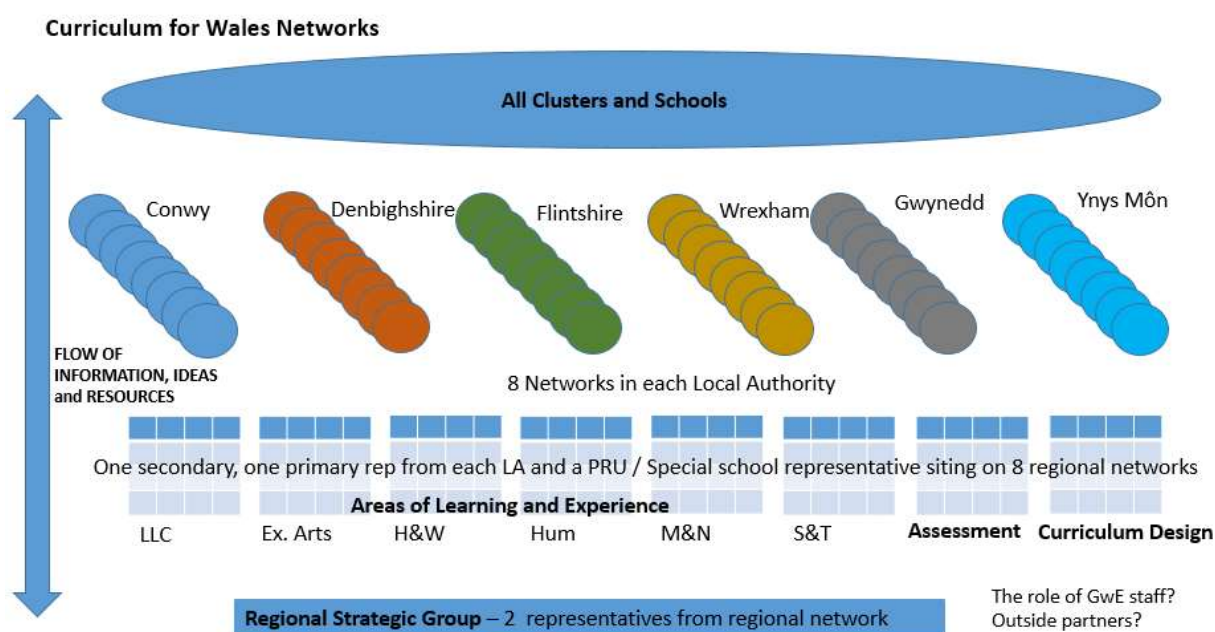 Curriculum for Wales Networks
All Clusters and Schools
Conwy
Denbighshire
Flintshire
Wrexham
Gwynedd
Ynys Môn
FLOW OF
INFORMATION, IDEAS
and RESOURCES
8 Networks in each Local Authority
One secondary, one primary rep from each LA and a PRU / Special school representative siting on 8 regional networks
Areas of Learning and Experience
LLC
Ex. Arts
H&W
Hum
M&N
S&T
Assessment
Curriculum Design
Regional Strategic Group – 2 representatives from regional network
The role of GwE staff?
Outside partners?